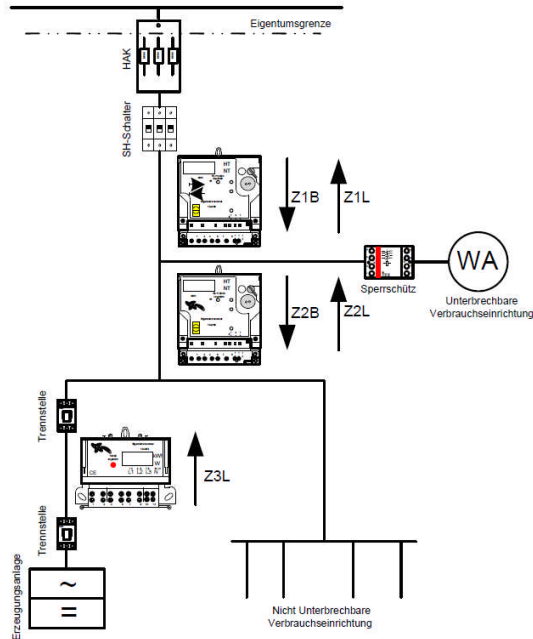 Eigentumsgrenze
HAK
SH-Schalter
HT
NT
Z1B
Z1L
WA
Sperrschütz
Unterbrechbare
Verbrauchseinrichtung
HT
NT
Z2B
Z2L
Trennstelle
kWh
W
CE
Z3L
Trennstelle
Erzeugungsanlage
~
=
Nicht Unterbrechbare
Verbrauchseinrichtung